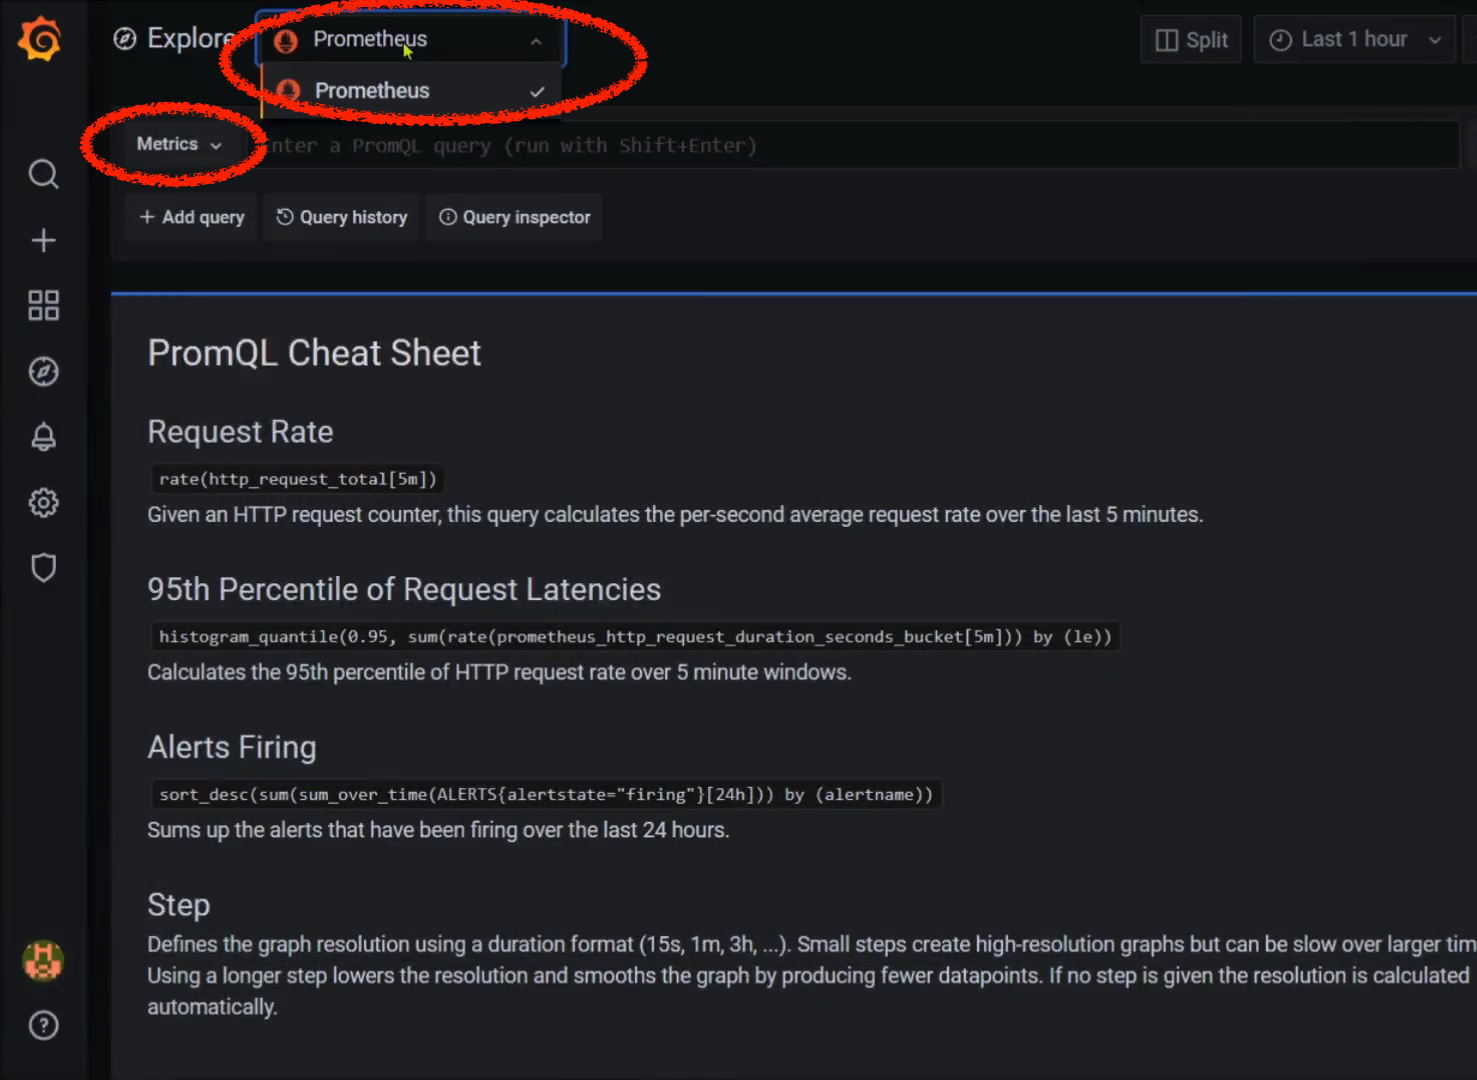 Explore
Prometheus
Split
Last 1 hour
Prometheus
Metrics
Enter a PromQL query (run with Shift+Enter)
+ Add query
Query history
Query inspector
PromQL Cheat Sheet
Request Rate
rate(http_request_total[5m])
Given an HTTP request counter, this query calculates the per-second average request rate over the last 5 minutes.
95th Percentile of Request Latencies
histogram_quantile(0.95, sum(rate(prometheus_http_request_duration_seconds_bucket[5m])) by (le))
Calculates the 95th percentile of HTTP request rate over 5 minute windows.
Alerts Firing
sort_desc(sum(sum_over_time(ALERTS{alertstate="firing"}[24h])) by (alertname))
Sums up the alerts that have been firing over the last 24 hours.
Step
Defines the graph resolution using a duration format (15s, 1m, 3h, ...). Small steps create high-resolution graphs but can be slow over larger tim
Using a longer step lowers the resolution and smooths the graph by producing fewer datapoints. If no step is given the resolution is calculated
automatically.